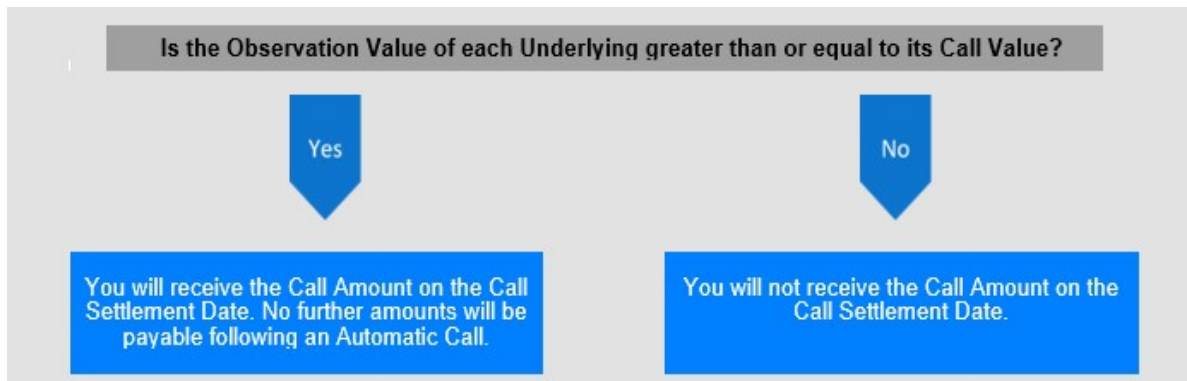 Is the Observation Value of each Underlying greater than or equal to its Call Value?
Yes
No
You will receive the Call Amount on the Call
Settlement Date. No further amounts will be
payable following an Automatic Call.
You will not receive the Call Amount on the
Call Settlement Date.